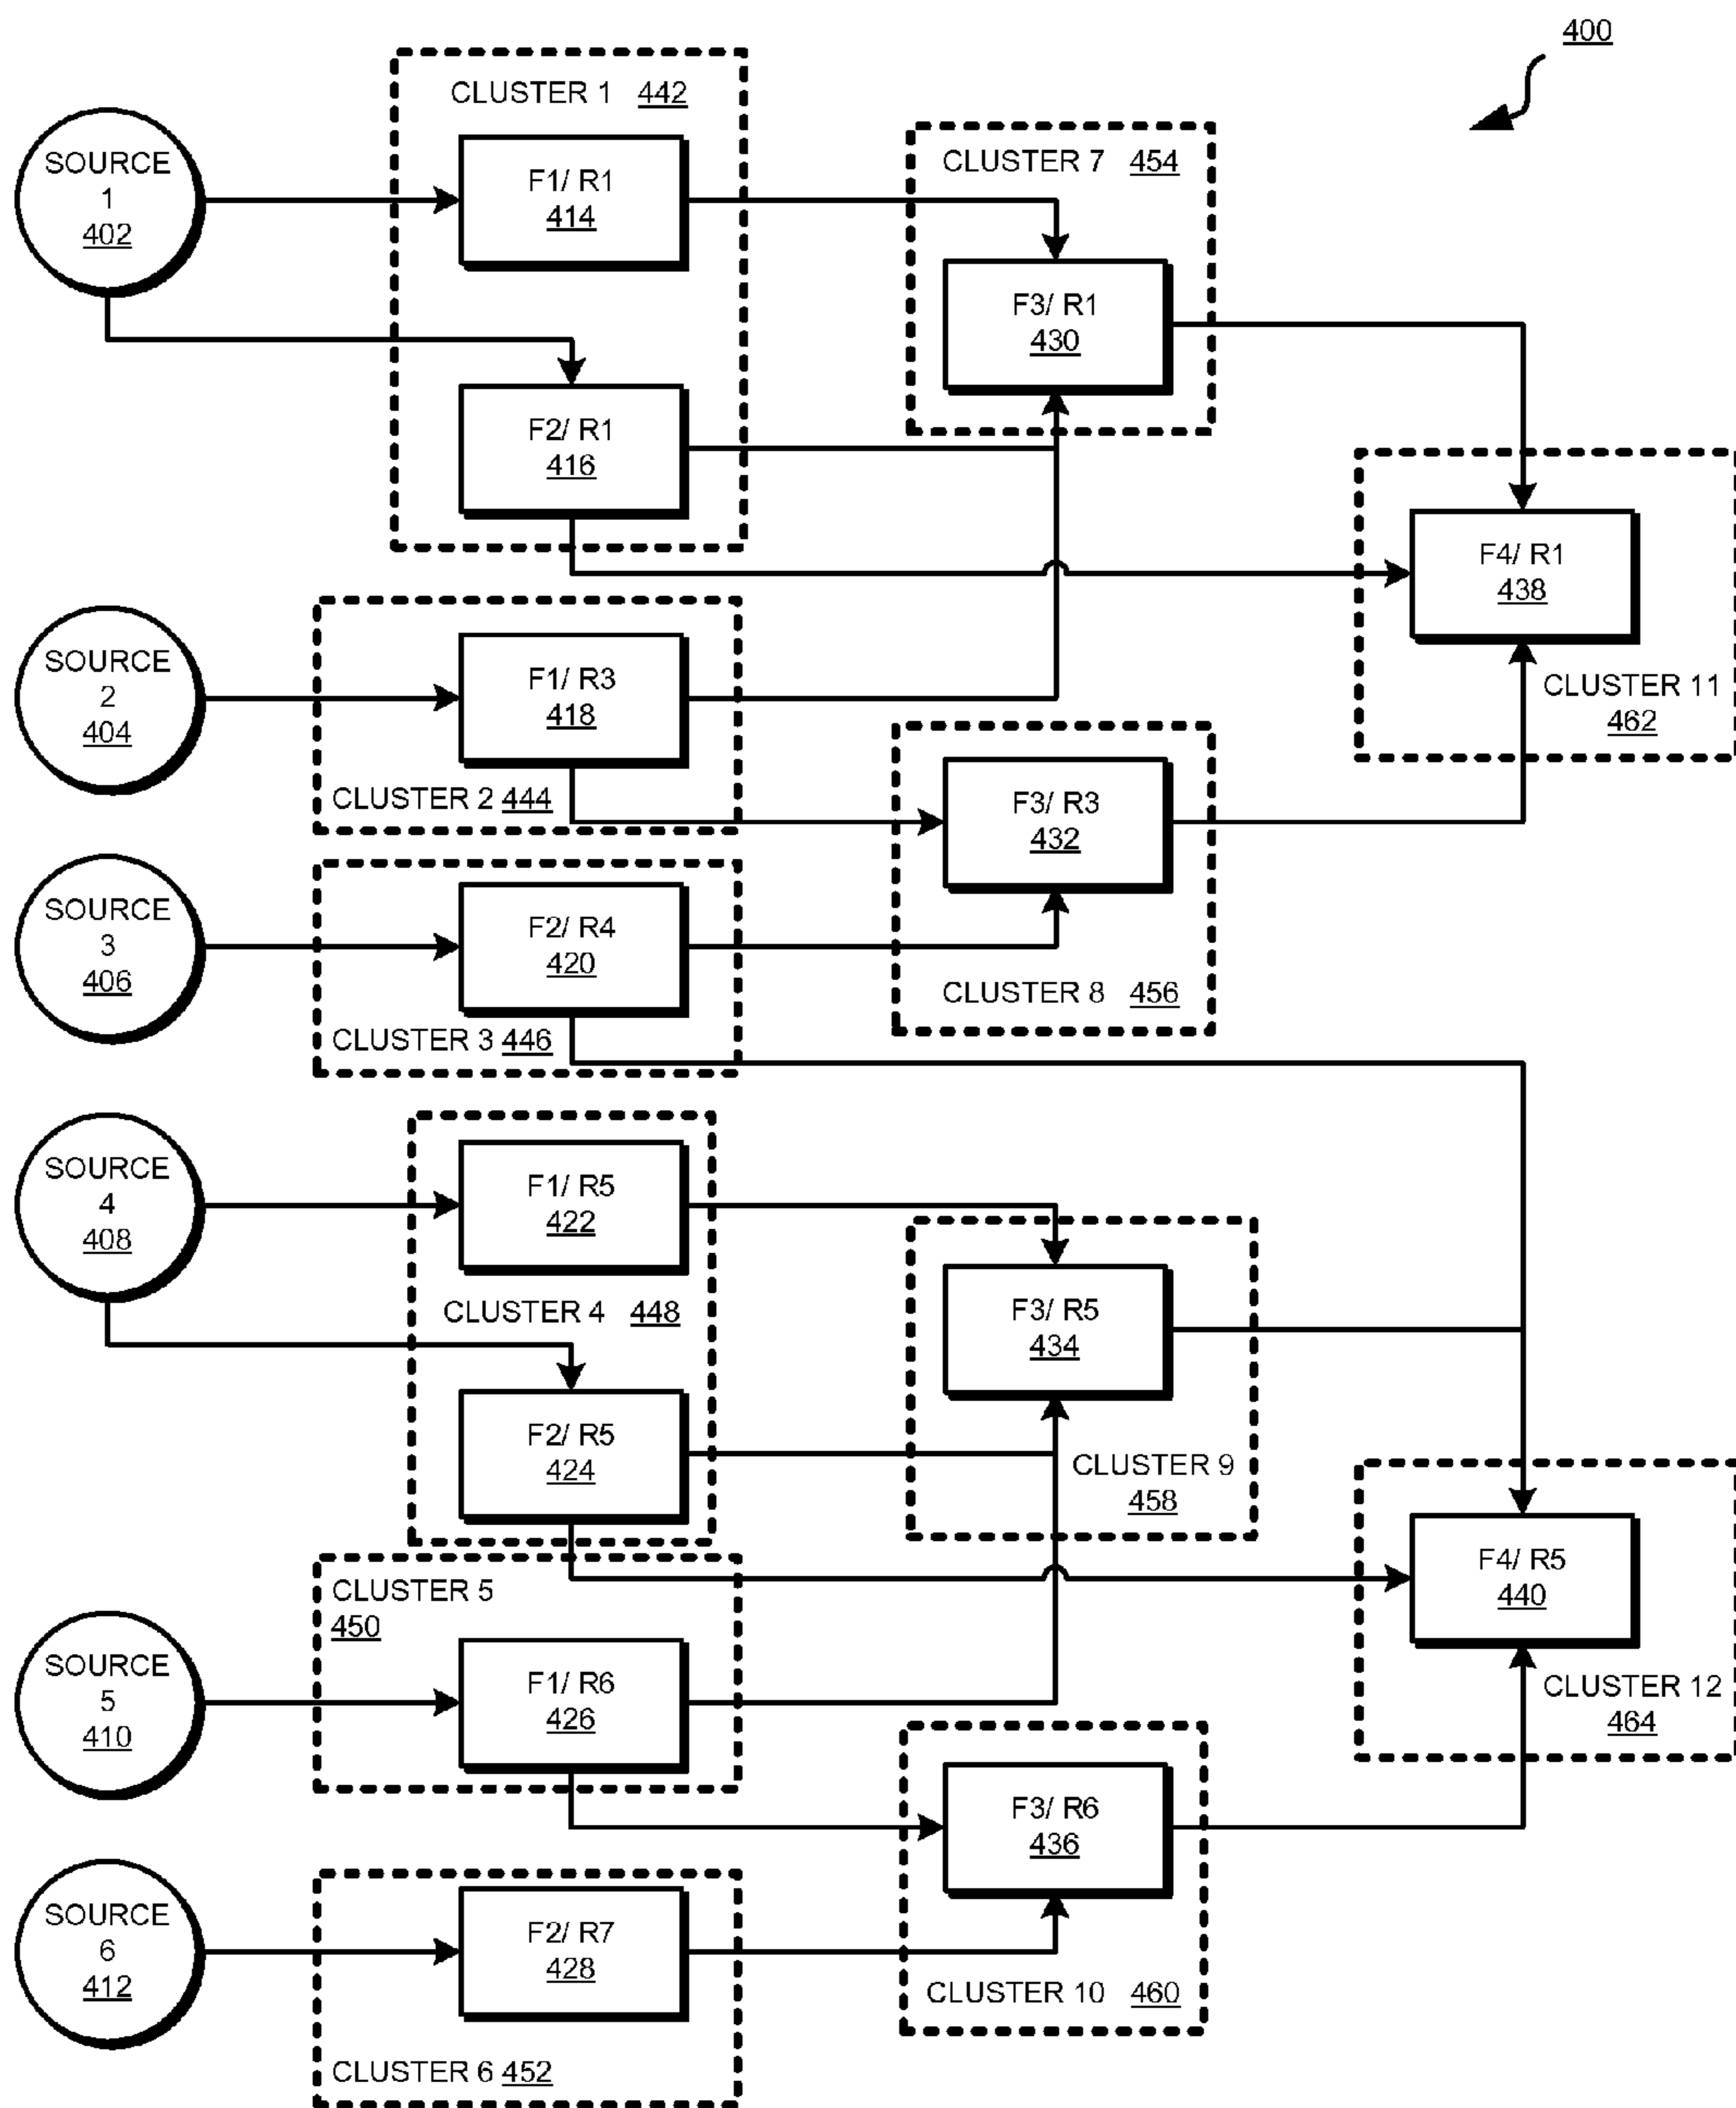 400
CLUSTER 1 442
SOURCE
1
402
F1/ R1
414
CLUSTER 7 454
F3/ R1
430
F2/ R1
416
F4/ R1
438
CLUSTER 11
462
SOURCE
2
404
F1/ R3
418
CLUSTER 2 444
F3/ R3
432
CLUSTER 8 456
SOURCE
3
406
F2/ R4
420
CLUSTER 3 446
SOURCE
4
408
F1/ R5
422
CLUSTER 4 448
F3/ R5
434
CLUSTER 9
458
F2/ R5
424
F4/ R5
440
CLUSTER 12
464
CLUSTER 5
450
SOURCE
5
410
F1/ R6
426
F3/ R6
436
CLUSTER 10 460
SOURCE
6
412
F2/ R7
428
CLUSTER 6 452